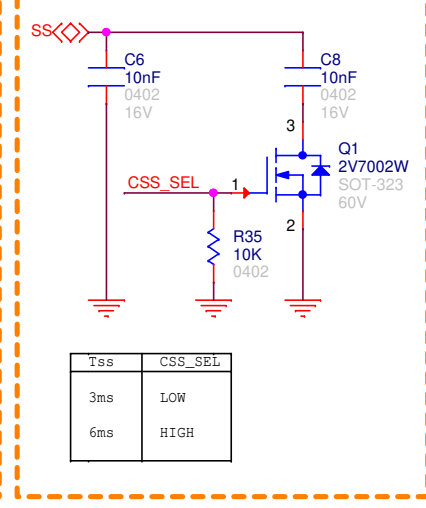 SS
C6
10nF
0402
16V
C8
10nF
0402
16V
3
Q1
2V7002W
SOT-323
60V
CSS_SEL
1
2
R35
10K
0402
Tss CSS_SEL
3ms LOW
6ms HIGH